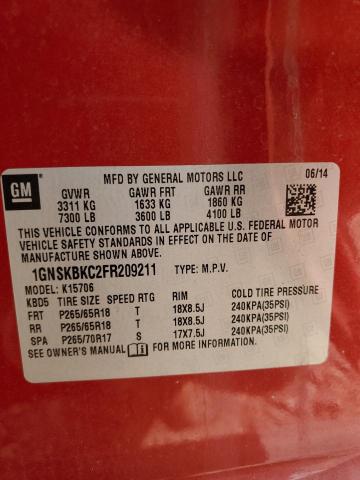 MFD BY GENERAL MOTORS LLC 06/14
GM
GVWR GAWR FRT GAWR RR
3311 KG 1633 KG 1860 KG
7300 LB 3600 LB 4100 LB
THIS VEHICLE CONFORMS TO ALL APPLICABLE U.S. FEDERAL MOTOR
VEHICLE SAFETY STANDARDS IN EFFECT ON THE DATE OF
MANUFACTURE SHOWN ABOVE.
1GNSKBKC2FR209211 TYPE: M.P.V.
MODEL: K15706
KBD5 TIRE SIZE SPEED RTG RIM COLD TIRE PRESSURE
FRT P265/65R18 T 18X8.5J 240KPA(35PSI)
RR P265/65R18 T 18X8.5J 240KPA(35PSI)
SPA P265/70R17 S 17X7.5J 240KPA(35PSI)
SEE OWNER'S MANUAL FOR MORE INFORMATION.